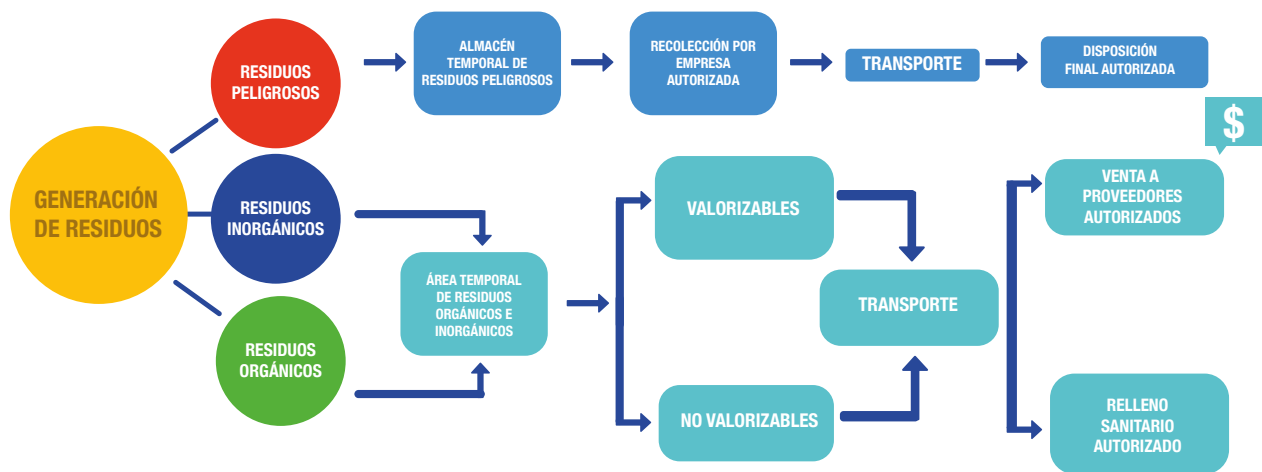 GENERACIÓN
DE RESIDUOS
RESIDUOS
PELIGROSOS
ALMACÉN
TEMPORAL DE
RESIDUOS PELIGROSOS
RECOLECCIÓN POR
EMPRESA
AUTORIZADA
TRANSPORTE
DISPOSICIÓN
FINAL AUTORIZADA
$
RESIDUOS
INORGÁNICOS
RESIDUOS
ORGÁNICOS
ÁREA TEMPORAL
DE RESIDUOS
ORGÁNICOS E
INORGÁNICOS
VALORIZABLES
NO VALORIZABLES
TRANSPORTE
VENTA A
PROVEEDORES
AUTORIZADOS
RELLENO
SANITARIO
AUTORIZADO